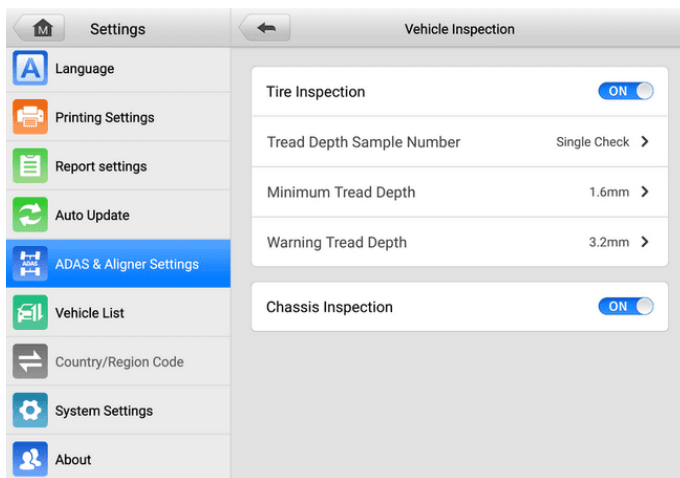 M
Settings
Vehicle Inspection
A
Language
Printing Settings
Report settings
Auto Update
ADAS
ADAS & Aligner Settings
Vehicle List
Country/Region Code
System Settings
About
Tire Inspection
ON
Tread Depth Sample Number
Single Check
Minimum Tread Depth
1.6mm
Warning Tread Depth
3.2mm
Chassis Inspection
ON